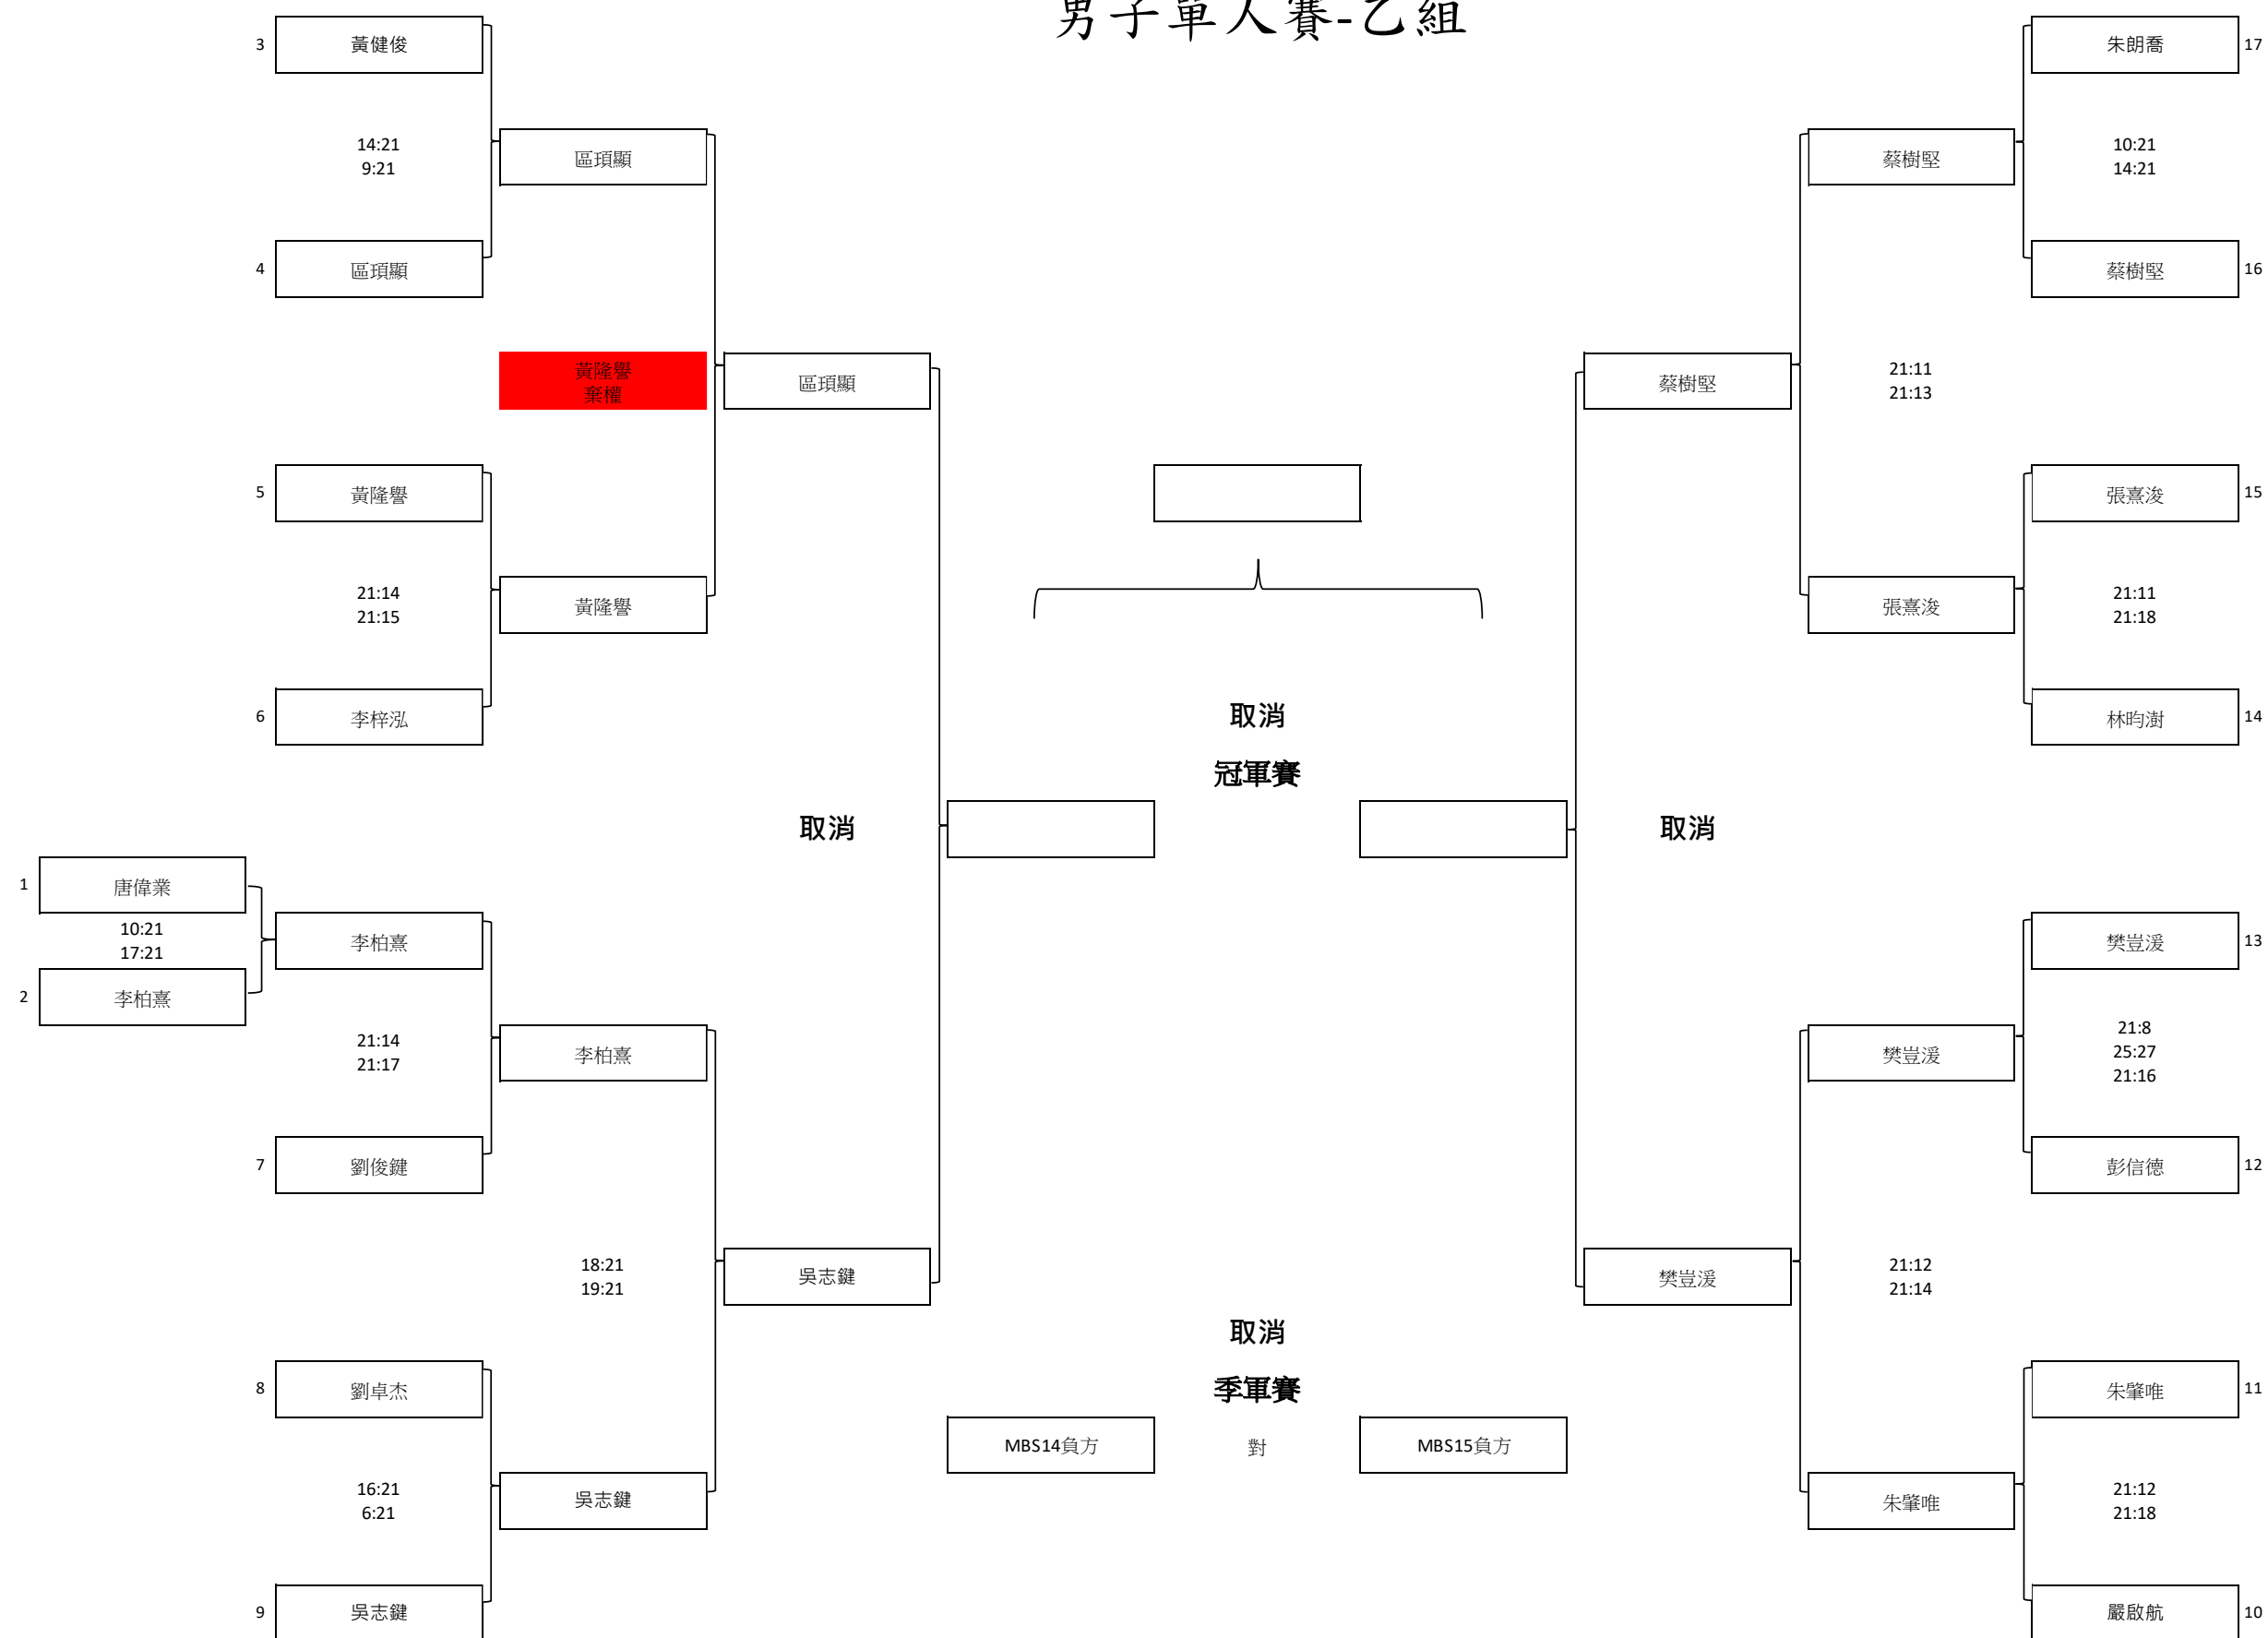 男子單人賽-乙組
3
黃健俊
朱朗喬
17
14:21
9:21
區頊顯
蔡樹堅
10:21
14:21
4
區頊顯
蔡樹堅
16
黃隆譽
棄權
區頊顯
蔡樹堅
21:11
21:13
5
黃隆譽
張熹浚
15
21:14
21:15
黃隆譽
張熹浚
21:11
21:18
6
李梓泓
取消
林昀澍
14
冠軍賽
取消
取消
1
唐偉業
10:21
17:21
李柏熹
樊豈湲
13
2
李柏熹
21:14
21:17
李柏熹
樊豈湲
21:8
25:27
21:16
7
劉俊鍵
彭信德
12
18:21
19:21
吳志鍵
樊豈湲
21:12
21:14
取消
8
劉卓杰
季軍賽
朱肇唯
11
MBS14負方
對
MBS15負方
16:21
6:21
吳志鍵
朱肇唯
21:12
21:18
9
吳志鍵
嚴啟航
10